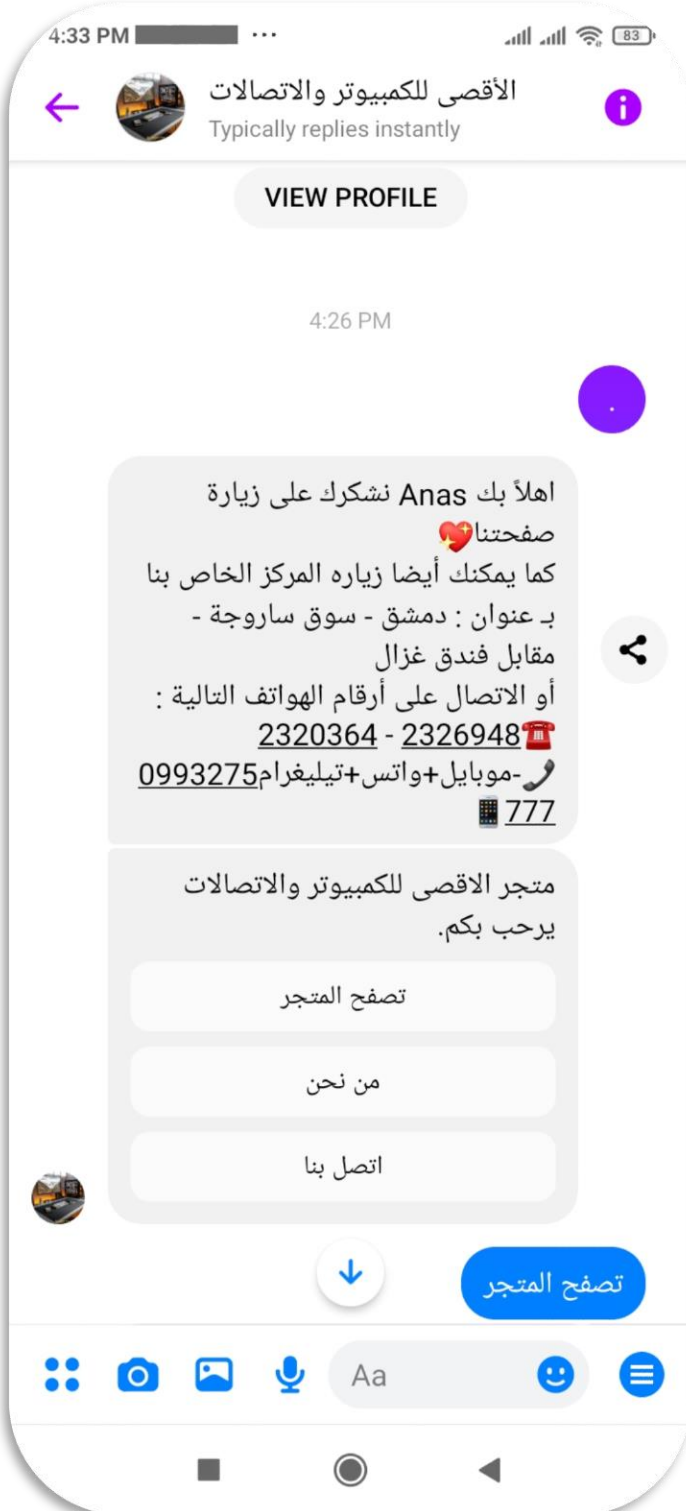 4:33 PM ...
83
الأقصى للكمبيوتر والاتصالات
Typically replies instantly
VIEW PROFILE
4:26 PM
.
اهلاً بك Anas نشكرك على زيارة
صفحتنا💖
كما يمكنك أيضا زياره المركز الخاص بنا
بـ عنوان : دمشق - سوق ساروجة -
مقابل فندق غزال
أو الاتصال على أرقام الهواتف التالية :
☎️2326948 - 2320364
📞-موبايل+واتس+تيليغرام0993275
777📱
متجر الاقصى للكمبيوتر والاتصالات
يرحب بكم.
تصفح المتجر
من نحن
اتصل بنا
تصفح المتجر
Aa